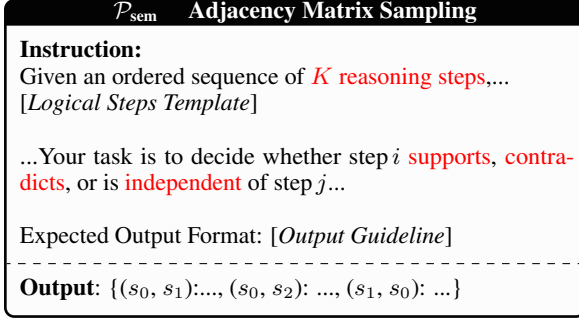 𝒫sem Adjacency Matrix Sampling
Instruction:
Given an ordered sequence of K reasoning steps,...
[Logical Steps Template]
...Your task is to decide whether step i supports, contra-
dicts, or is independent of step j...
Expected Output Format: [Output Guideline]
Output: {(s₀, s₁):..., (s₀, s₂): ..., (s₁, s₀): ...}